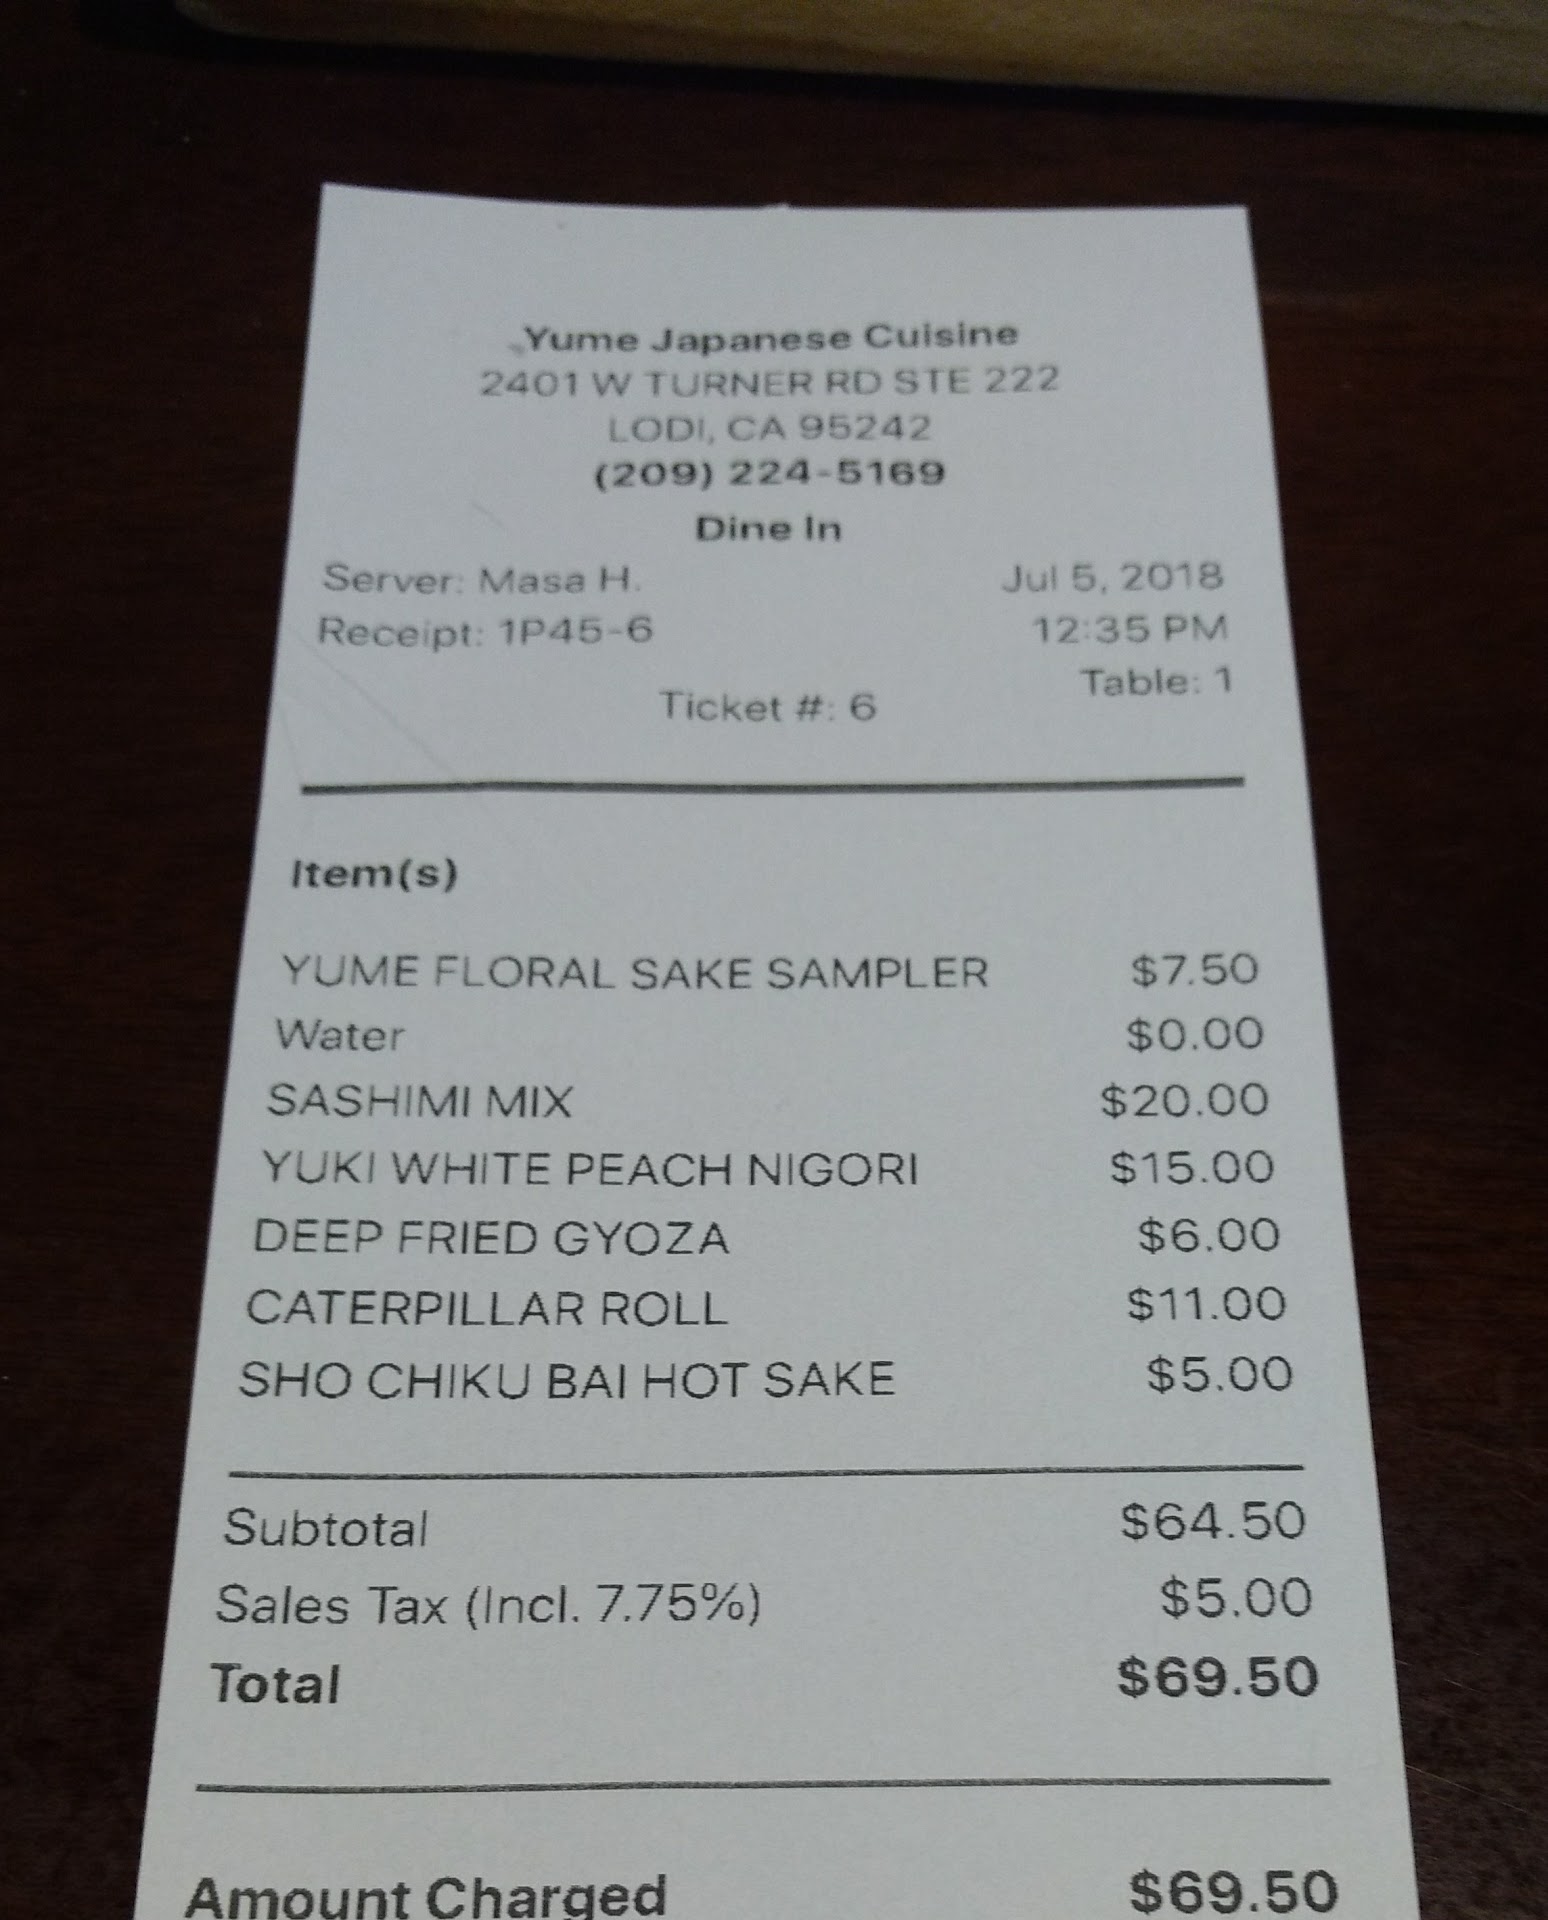 Yume Japanese Cuisine
2401 W TURNER RD STE 222
LODI, CA 95242
(209) 224-5169
Dine In
Server: Masa H. Jul 5, 2018
Receipt: 1P45-6 12:35 PM
Table: 1
Ticket #: 6
Item(s)
YUME FLORAL SAKE SAMPLER $7.50
Water $0.00
SASHIMI MIX $20.00
YUKI WHITE PEACH NIGORI $15.00
DEEP FRIED GYOZA $6.00
CATERPILLAR ROLL $11.00
SHO CHIKU BAI HOT SAKE $5.00
Subtotal $64.50
Sales Tax (Incl. 7.75%) $5.00
Total $69.50
Amount Charged $69.50